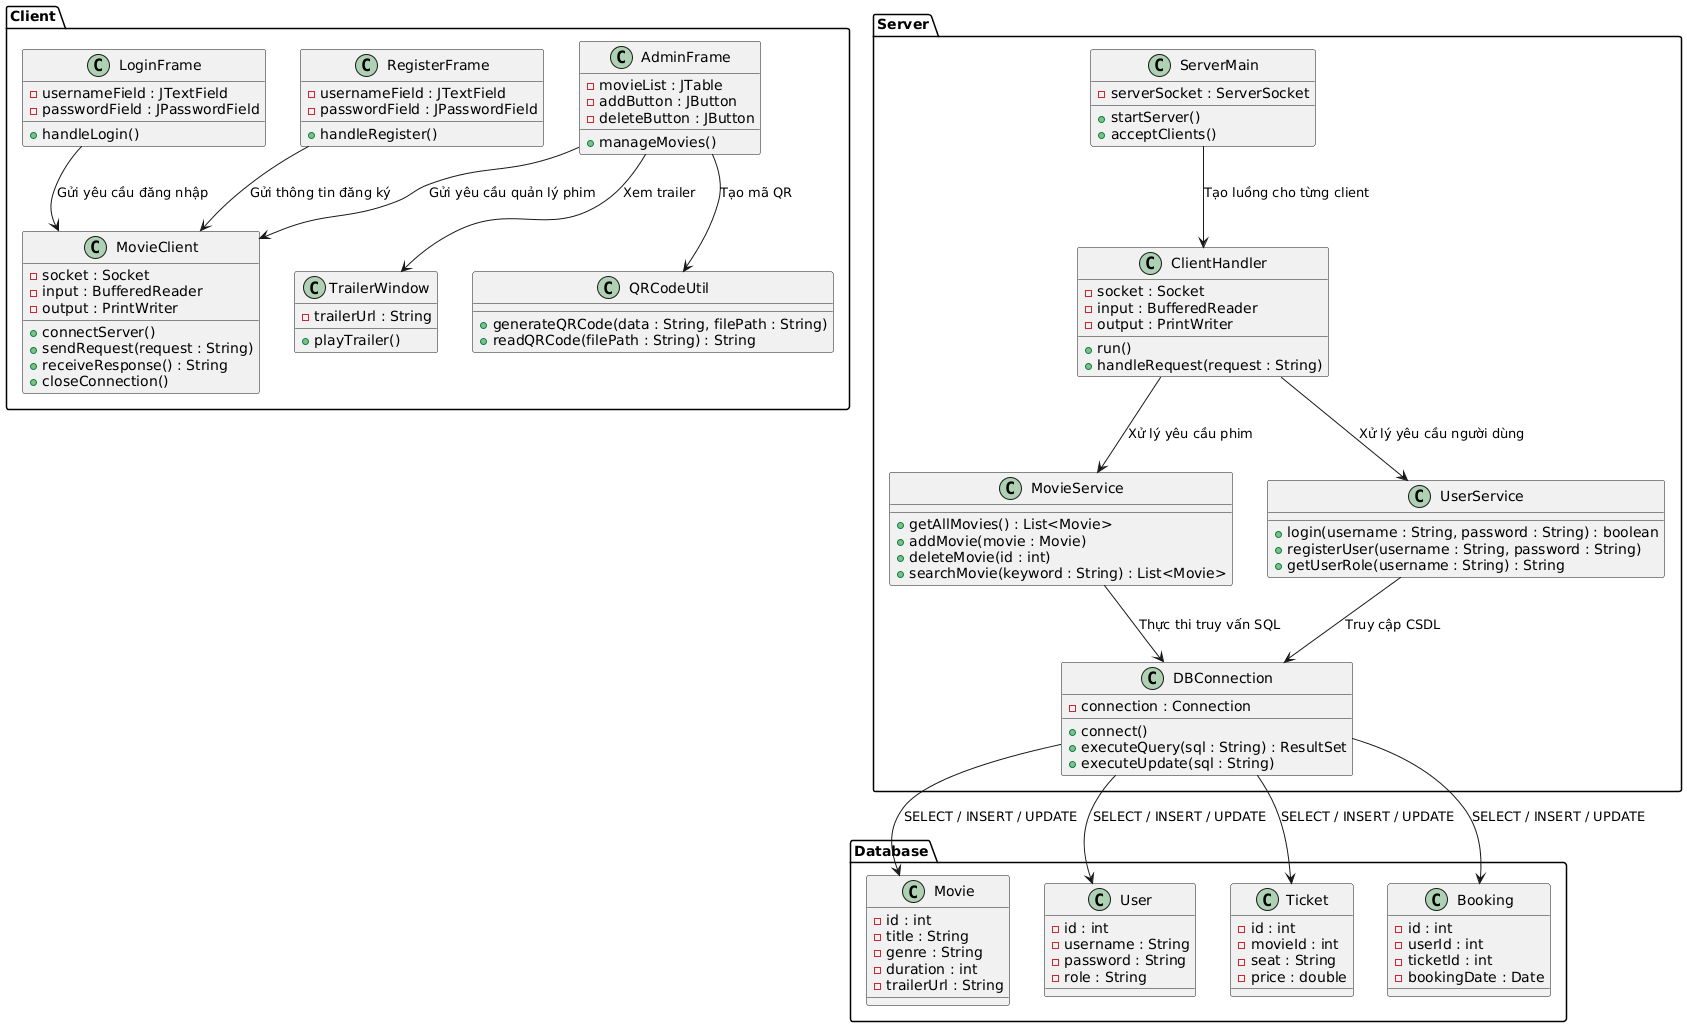 Client
LoginFrame
usernameField : JTextField
passwordField : JPasswordField
handleLogin()
RegisterFrame
usernameField : JTextField
passwordField : JPasswordField
handleRegister()
AdminFrame
movieList : JTable
addButton : JButton
deleteButton : JButton
manageMovies()
Gửi yêu cầu đăng nhập
Gửi thông tin đăng ký
Gửi yêu cầu quản lý phim
Xem trailer
Tạo mã QR
MovieClient
socket : Socket
input : BufferedReader
output : PrintWriter
connectServer()
sendRequest(request : String)
receiveResponse() : String
closeConnection()
TrailerWindow
trailerUrl : String
playTrailer()
QRCodeUtil
generateQRCode(data : String, filePath : String)
readQRCode(filePath : String) : String
Server
ServerMain
serverSocket : ServerSocket
startServer()
acceptClients()
Tạo luồng cho từng client
ClientHandler
socket : Socket
input : BufferedReader
output : PrintWriter
run()
handleRequest(request : String)
Xử lý yêu cầu phim
Xử lý yêu cầu người dùng
MovieService
getAllMovies() : List<Movie>
addMovie(movie : Movie)
deleteMovie(id : int)
searchMovie(keyword : String) : List<Movie>
UserService
login(username : String, password : String) : boolean
registerUser(username : String, password : String)
getUserRole(username : String) : String
Thực thi truy vấn SQL
Truy cập CSDL
DBConnection
connection : Connection
connect()
executeQuery(sql : String) : ResultSet
executeUpdate(sql : String)
SELECT / INSERT / UPDATE
SELECT / INSERT / UPDATE
SELECT / INSERT / UPDATE
SELECT / INSERT / UPDATE
Database
Movie
id : int
title : String
genre : String
duration : int
trailerUrl : String
User
id : int
username : String
password : String
role : String
Ticket
id : int
movieId : int
seat : String
price : double
Booking
id : int
userId : int
ticketId : int
bookingDate : Date